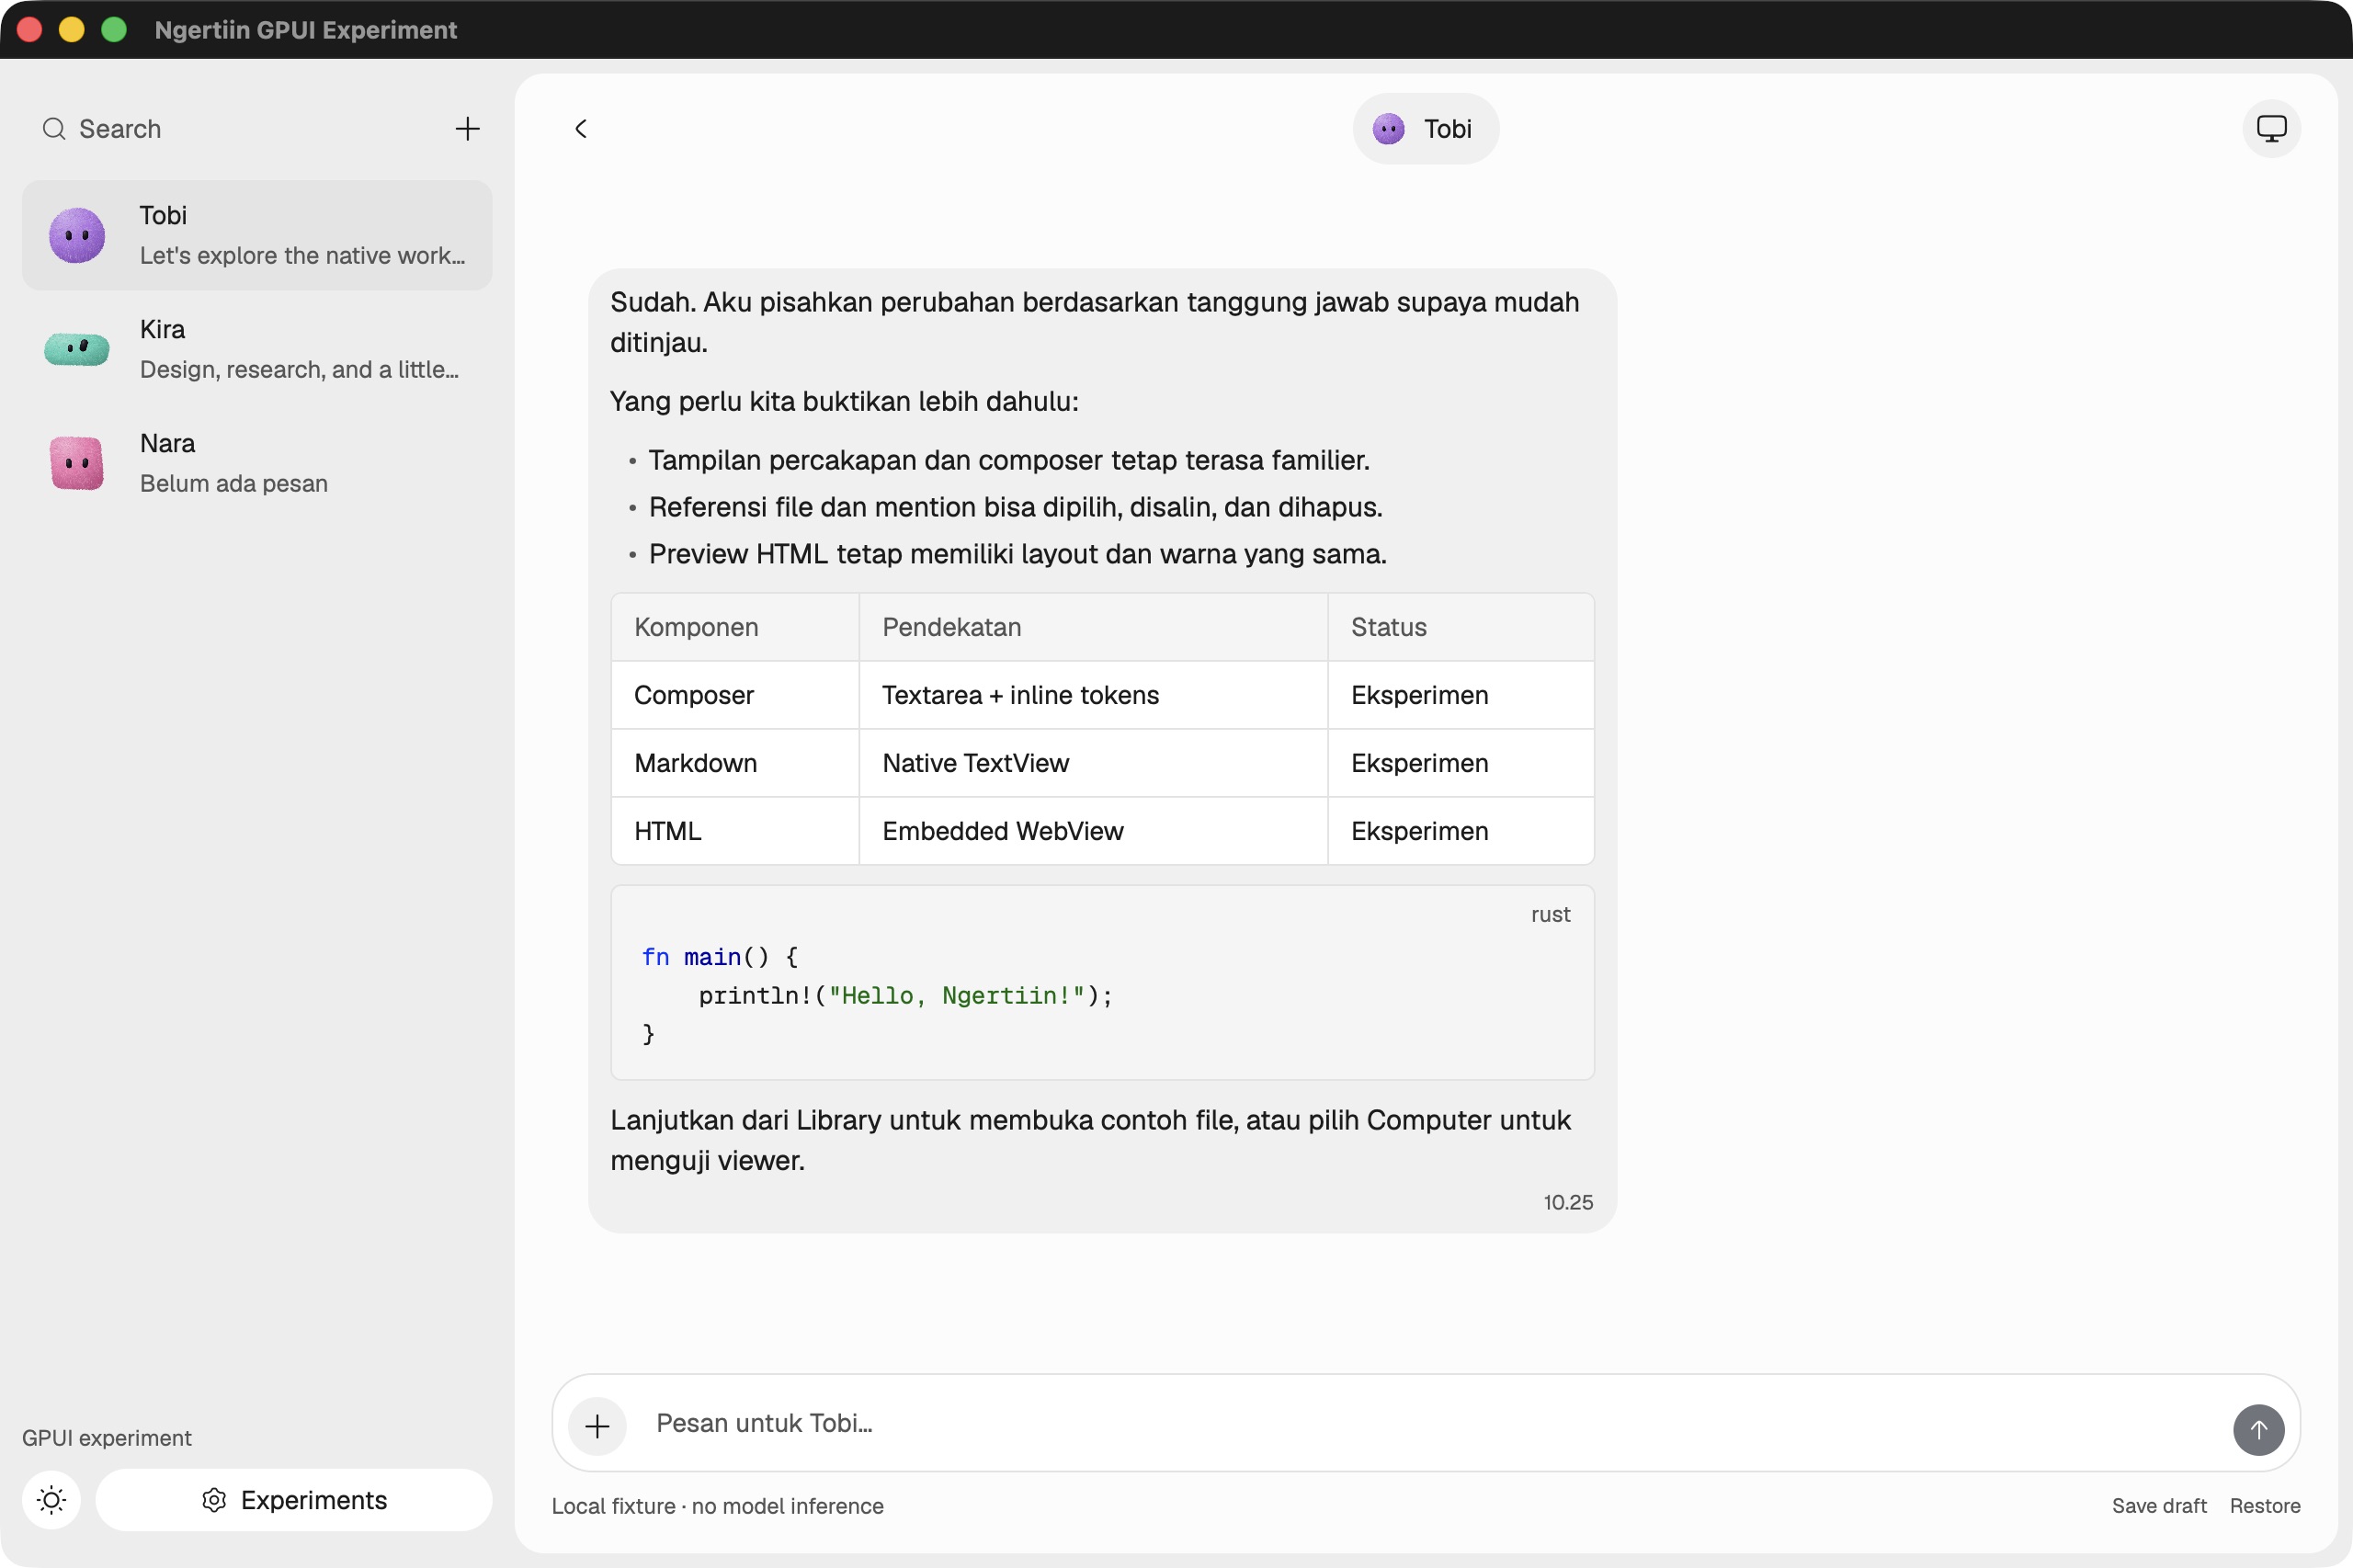 Ngertiin GPUI Experiment
Search
Tobi
Let's explore the native work...
Kira
Design, research, and a little...
Nara
Belum ada pesan
GPUI experiment
Experiments
Tobi
Sudah. Aku pisahkan perubahan berdasarkan tanggung jawab supaya mudah
ditinjau.
Yang perlu kita buktikan lebih dahulu:
• Tampilan percakapan dan composer tetap terasa familier.
• Referensi file dan mention bisa dipilih, disalin, dan dihapus.
• Preview HTML tetap memiliki layout dan warna yang sama.
Komponen Pendekatan Status
Composer Textarea + inline tokens Eksperimen
Markdown Native TextView Eksperimen
HTML Embedded WebView Eksperimen
rust
fn main() {
    println!("Hello, Ngertiin!");
}
Lanjutkan dari Library untuk membuka contoh file, atau pilih Computer untuk
menguji viewer.
10.25
Pesan untuk Tobi...
Local fixture · no model inference
Save draft Restore